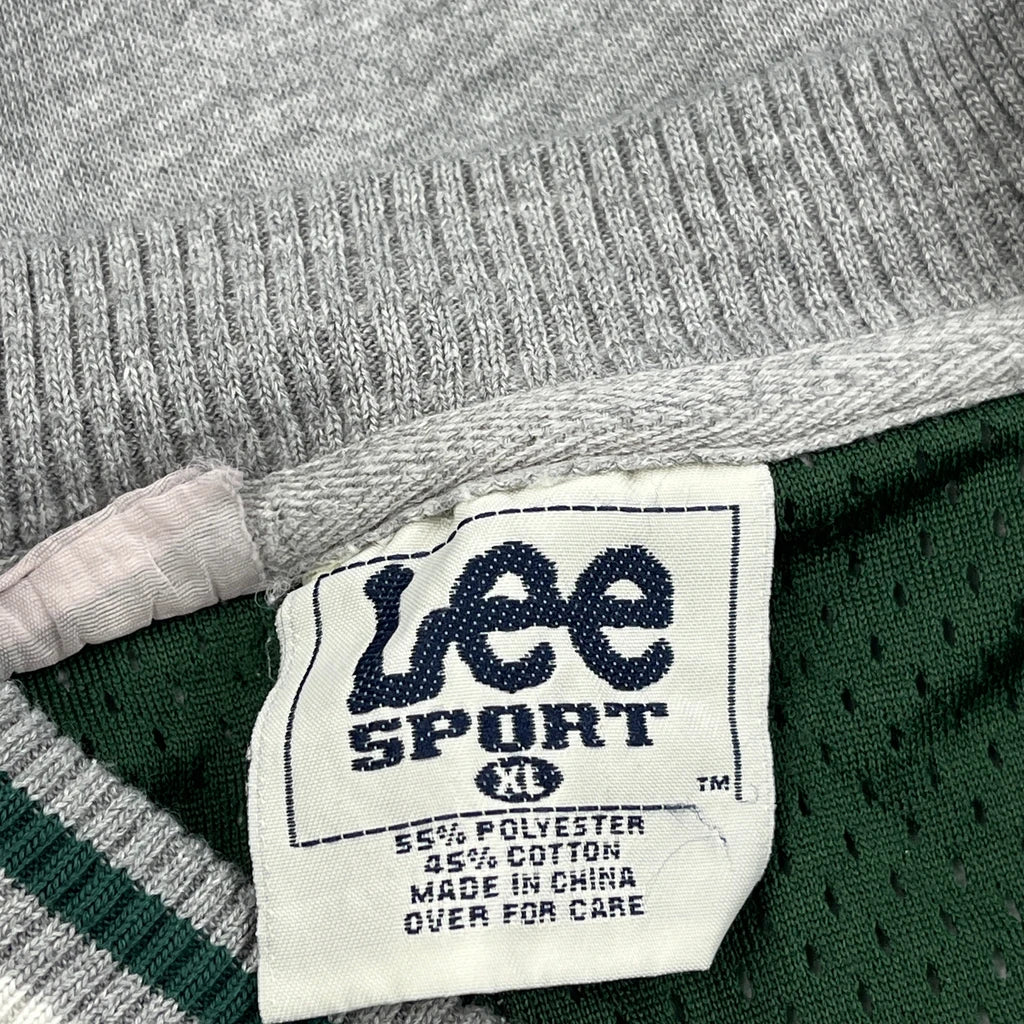 Lee
SPORT
XL
TM
55% POLYESTER
45% COTTON
MADE IN CHINA
OVER FOR CARE